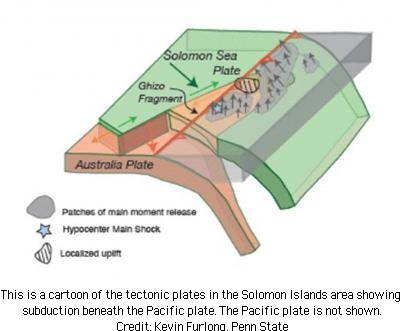 Solomon Sea
Plate
Ghizo
Fragment
Australia Plate
Patches of main moment release
Hypocenter Main Shock
Localized uplift
This is a cartoon of the tectonic plates in the Solomon Islands area showing
subduction beneath the Pacific plate. The Pacific plate is not shown.
Credit: Kevin Furlong, Penn State